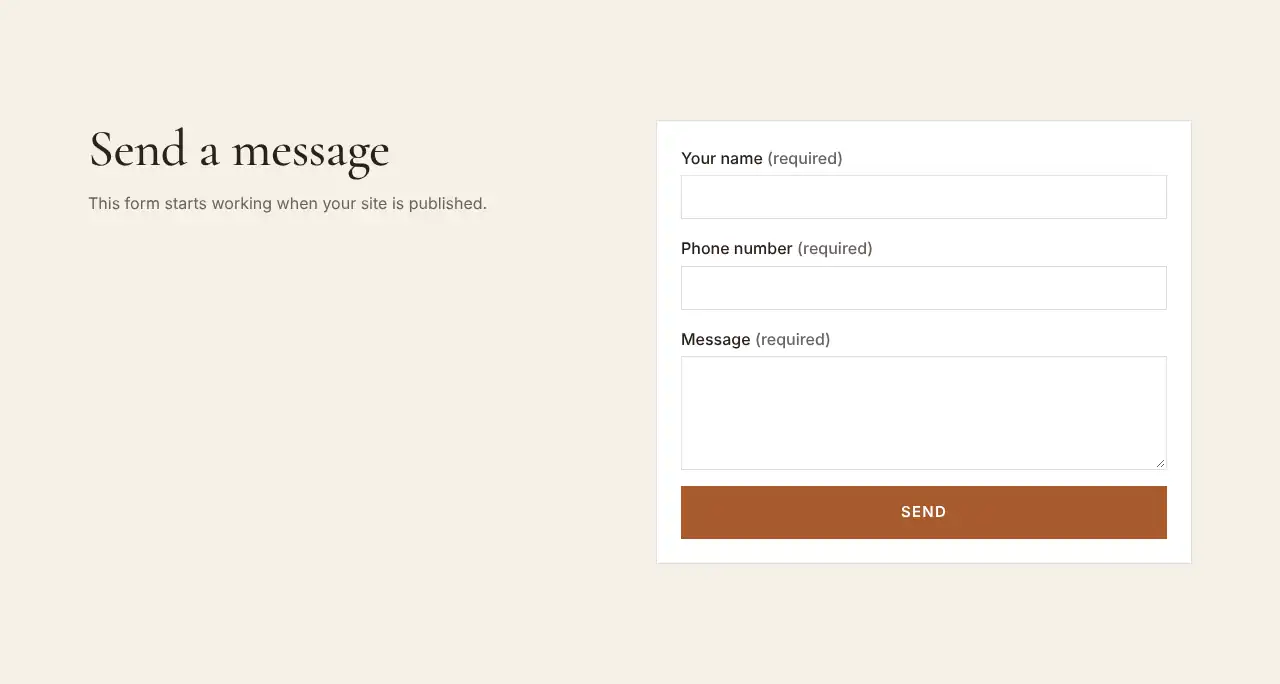 Send a message
This form starts working when your site is published.
Your name (required)
Phone number (required)
Message (required)
SEND